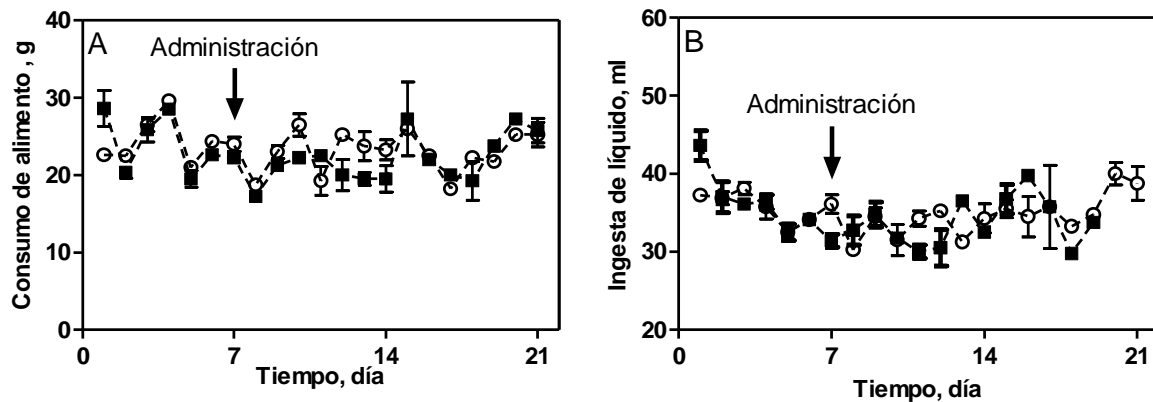 A
Administración
Consumo de alimento , g
40
30
20
10
0
0
7
14
21
Tiempo, día
B
Administración
Ingesta de líquido, ml
60
50
40
30
20
0
7
14
21
Tiempo, día